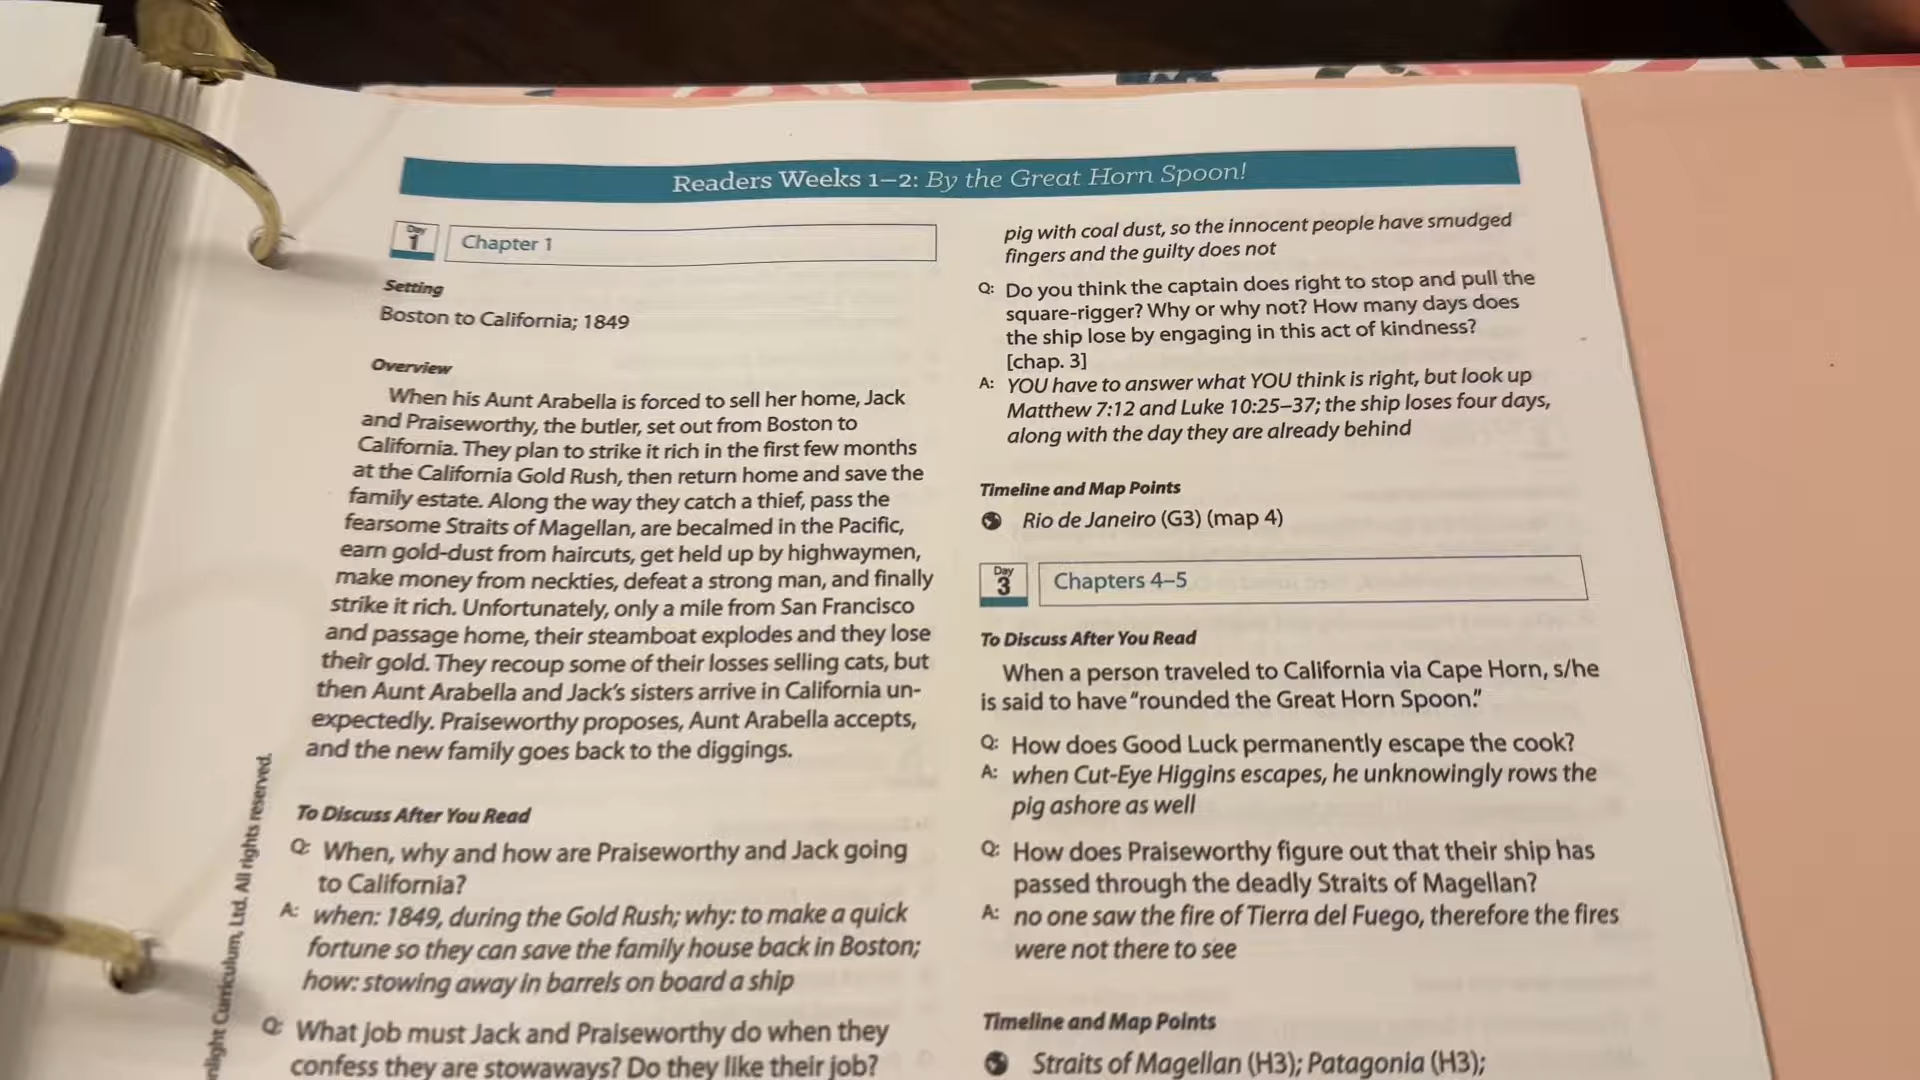 Readers Weeks 1–2: By the Great Horn Spoon!
Day
1
Chapter 1
Setting
Boston to California; 1849
Overview
When his Aunt Arabella is forced to sell her home, Jack
and Praiseworthy, the butler, set out from Boston to
California. They plan to strike it rich in the first few months
at the California Gold Rush, then return home and save the
family estate. Along the way they catch a thief, pass the
fearsome Straits of Magellan, are becalmed in the Pacific,
earn gold-dust from haircuts, get held up by highwaymen,
make money from neckties, defeat a strong man, and finally
strike it rich. Unfortunately, only a mile from San Francisco
and passage home, their steamboat explodes and they lose
their gold. They recoup some of their losses selling cats, but
then Aunt Arabella and Jack's sisters arrive in California un-
expectedly. Praiseworthy proposes, Aunt Arabella accepts,
and the new family goes back to the diggings.
To Discuss After You Read
Q: When, why and how are Praiseworthy and Jack going
to California?
A: when: 1849, during the Gold Rush; why: to make a quick
fortune so they can save the family house back in Boston;
how: stowing away in barrels on board a ship
Q: What job must Jack and Praiseworthy do when they
confess they are stowaways? Do they like their job?
pig with coal dust, so the innocent people have smudged
fingers and the guilty does not
Q: Do you think the captain does right to stop and pull the
square-rigger? Why or why not? How many days does
the ship lose by engaging in this act of kindness?
[chap. 3]
A: YOU have to answer what YOU think is right, but look up
Matthew 7:12 and Luke 10:25–37; the ship loses four days,
along with the day they are already behind
Timeline and Map Points
Rio de Janeiro (G3) (map 4)
Day
3
Chapters 4–5
To Discuss After You Read
When a person traveled to California via Cape Horn, s/he
is said to have "rounded the Great Horn Spoon."
Q: How does Good Luck permanently escape the cook?
A: when Cut-Eye Higgins escapes, he unknowingly rows the
pig ashore as well
Q: How does Praiseworthy figure out that their ship has
passed through the deadly Straits of Magellan?
A: no one saw the fire of Tierra del Fuego, therefore the fires
were not there to see
Timeline and Map Points
Straits of Magellan (H3); Patagonia (H3);
nlight Curriculum, Ltd. All rights reserved.